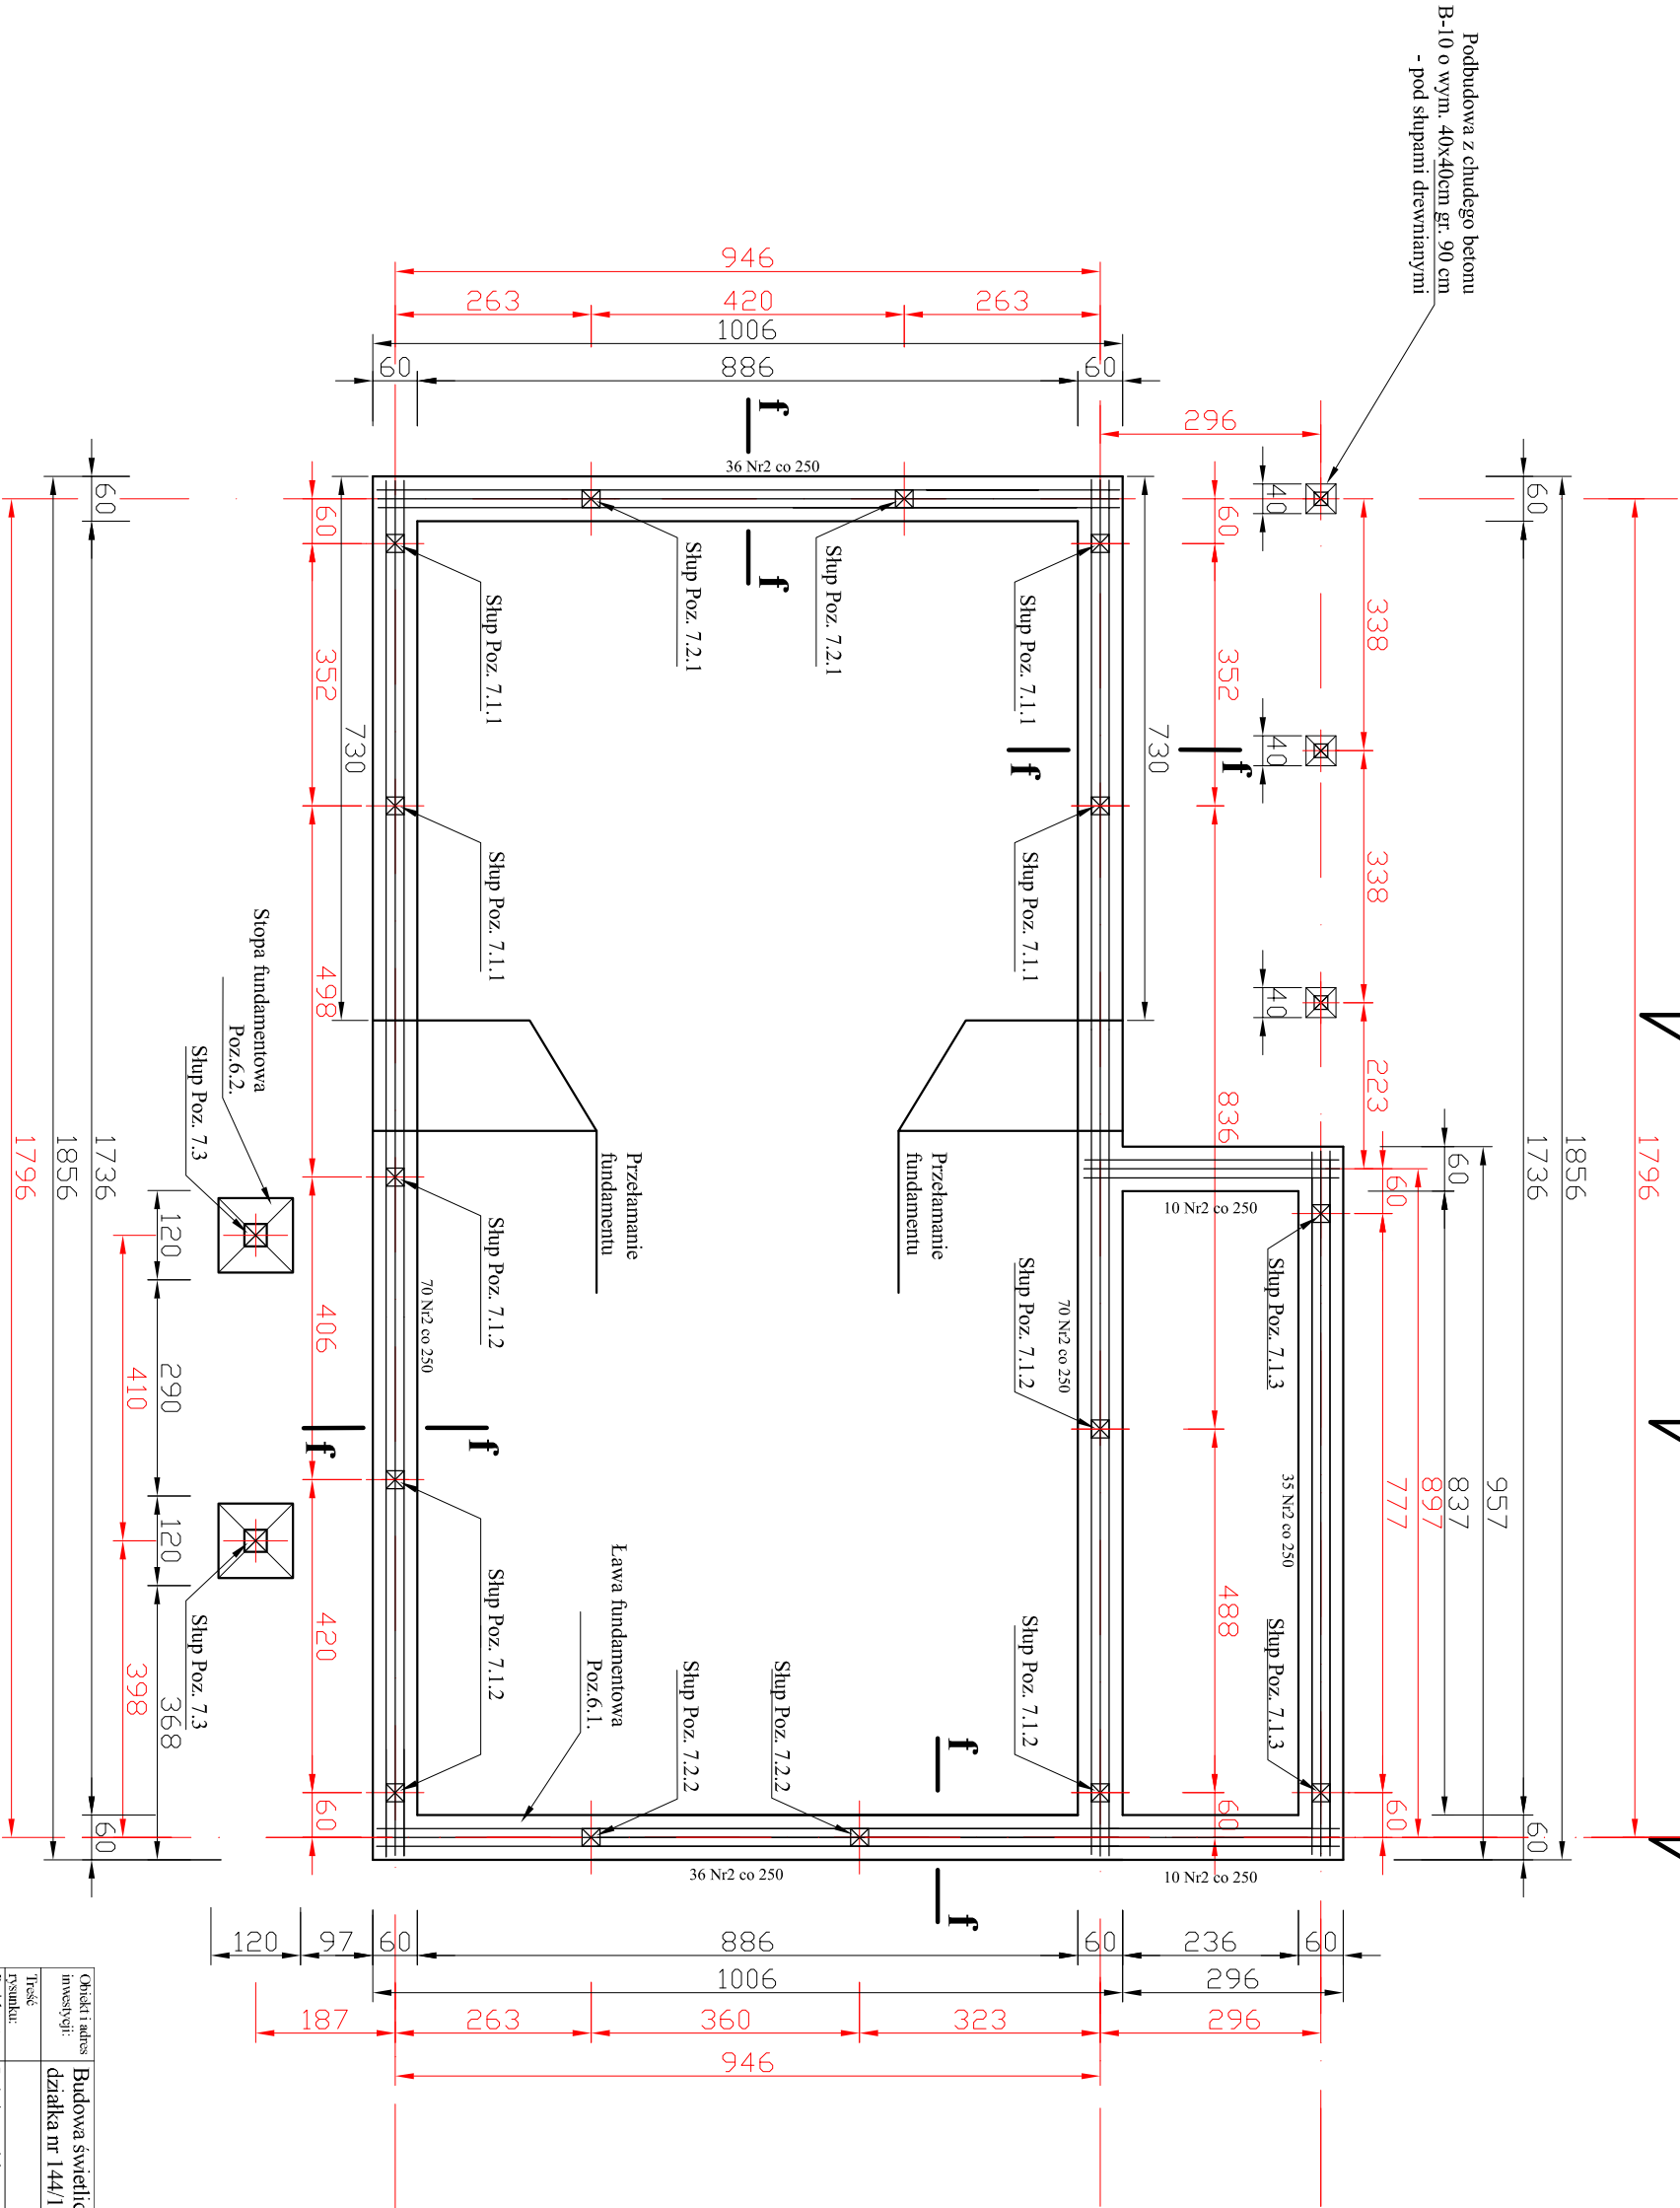 Podbudowa z chudego betonu
B-10 o wym. 40x40cm gr. 90 cm
- pod słupami drewnianymi
1796
1856
1736
60
60
957
837
897
777
60
60
60
338
338
223
40
40
40
296
60
352
836
488
60
730
f
f
10 Nr2 co 250
35 Nr2 co 250
10 Nr2 co 250
Słup Poz. 7.1.3
Słup Poz. 7.1.3
Słup Poz. 7.1.1
Słup Poz. 7.1.1
Słup Poz. 7.1.2
70 Nr2 co 250
Słup Poz. 7.1.2
946
263
420
263
1006
60
886
60
f
f
36 Nr2 co 250
Słup Poz. 7.2.1
Słup Poz. 7.2.1
Przełamanie
fundamentu
Przełamanie
fundamentu
f
f
Słup Poz. 7.2.2
Słup Poz. 7.2.2
Ława fundamentowa
Poz.6.1.
36 Nr2 co 250
Słup Poz. 7.1.1
Słup Poz. 7.1.1
Słup Poz. 7.1.2
Słup Poz. 7.1.2
70 Nr2 co 250
f
f
730
60
352
498
406
420
60
Stopa fundamentowa
Poz.6.2.
Słup Poz. 7.3
Słup Poz. 7.3
120
290
120
368
410
398
60
1736
60
1856
1796
120
97
60
886
60
236
60
1006
296
187
263
360
323
296
946
Obiekt i adres
inwestycji:
Budowa świetlic
działka nr 144/1
Treść
rysunku: